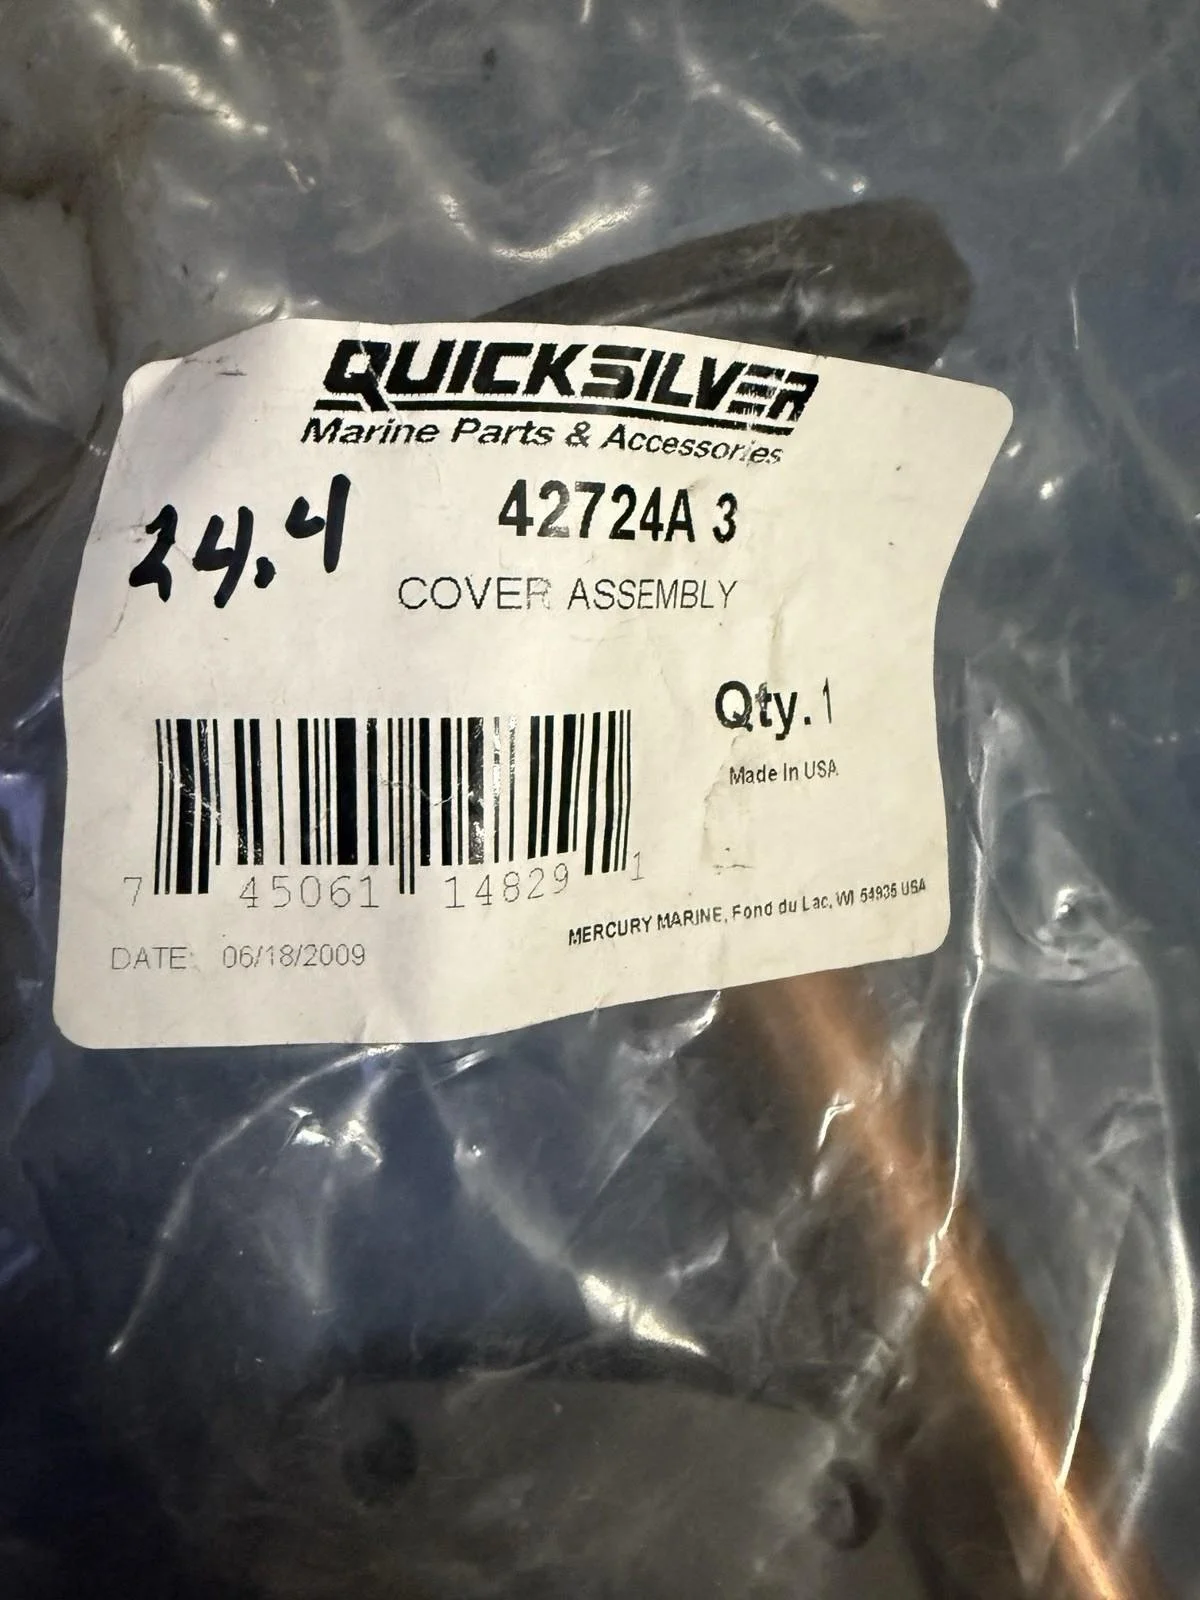 QUICKSILVER
Marine Parts & Accessories
24.4
42724A 3
COVER ASSEMBLY
Qty. 1
Made In USA
7 45061 14829 1
MERCURY MARINE, Fond du Lac, WI 54935 USA
DATE: 06/18/2009